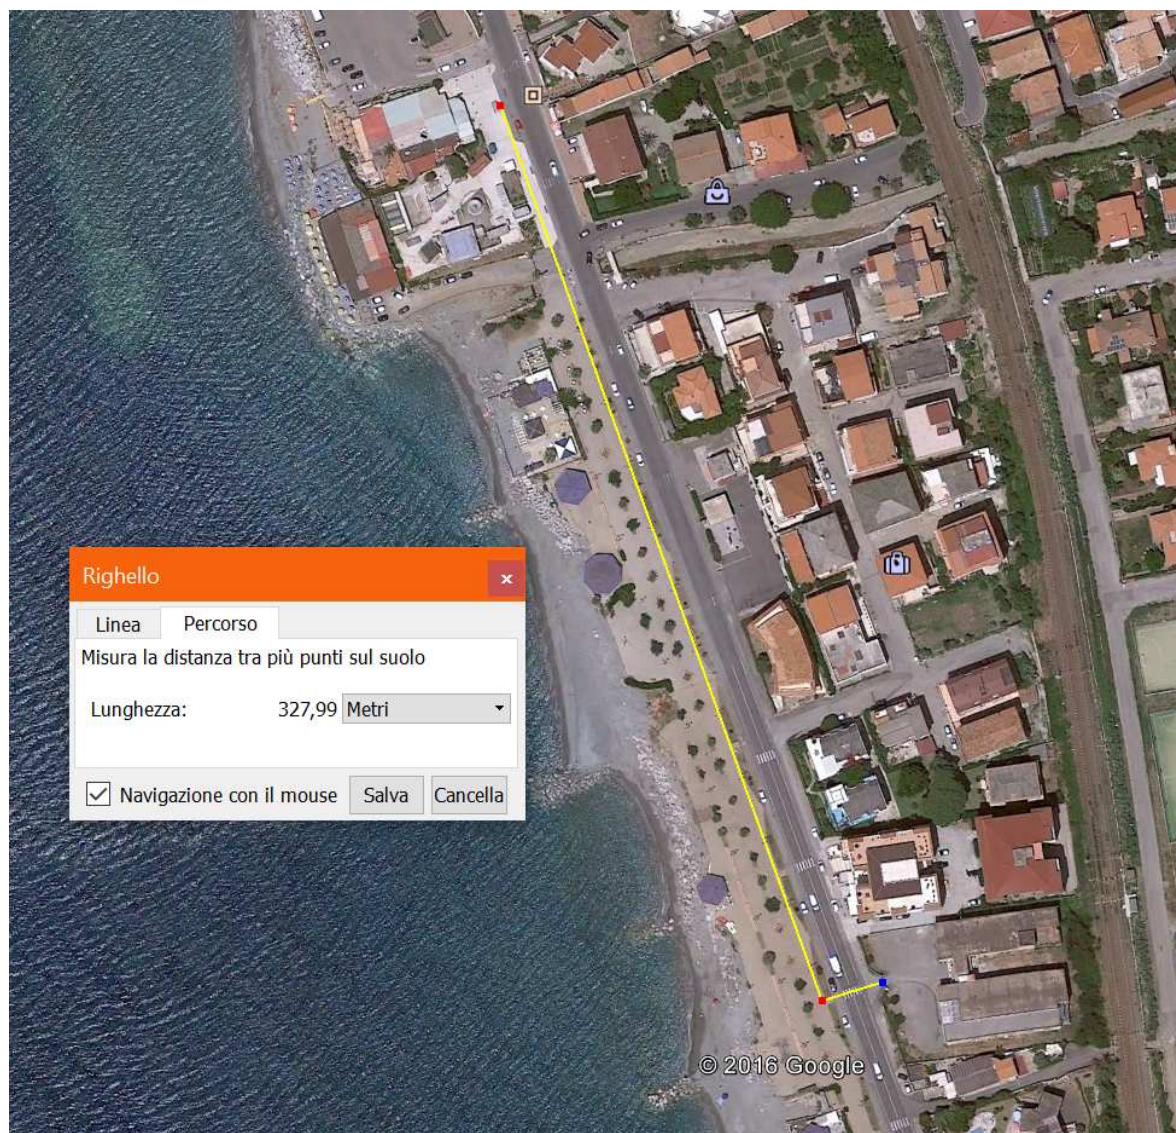 Righello
x
Linea
Percorso
Misura la distanza tra più punti sul suolo
Lunghezza: 327,99 Metri
Navigazione con il mouse Salva Cancella
© 2016 Google